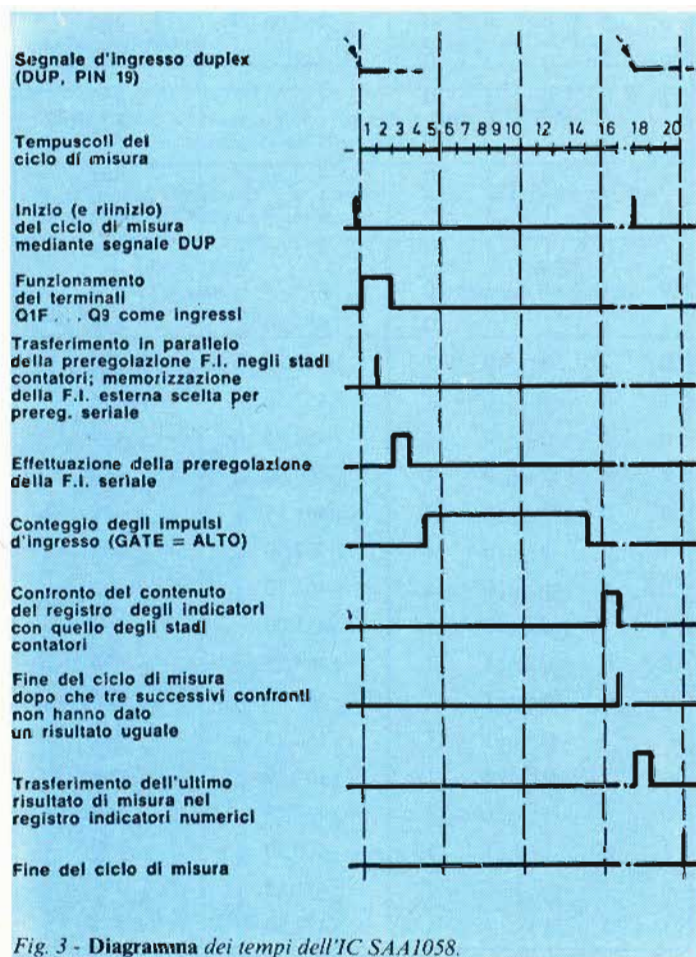 Segnale d'ingresso duplex
(DUP, PIN 19)
Tempuscoli del
ciclo di misura
1 2 3 4 5 6 7 8 9 10 12 14 16 18 20
Inizio (e riinizio)
del ciclo di misura
mediante segnale DUP
Funzionamento
dei terminali
Q1F . . . Q9 come ingressi
Trasferimento in parallelo
della preregolazione F.I. negli stadi
contatori; memorizzazione
della F.I. esterna scelta per
prereg. seriale
Effettuazione della preregolazione
della F.I. seriale
Conteggio degli impulsi
d'ingresso (GATE = ALTO)
Confronto del contenuto
del registro degli indicatori
con quello degli stadi
contatori
Fine del ciclo di misura
dopo che tre successivi confronti
non hanno dato
un risultato uguale
Trasferimento dell'ultimo
risultato di misura nel
registro indicatori numerici
Fine del ciclo di misura
Fig. 3 - Diagramma dei tempi dell'IC SAA1058.